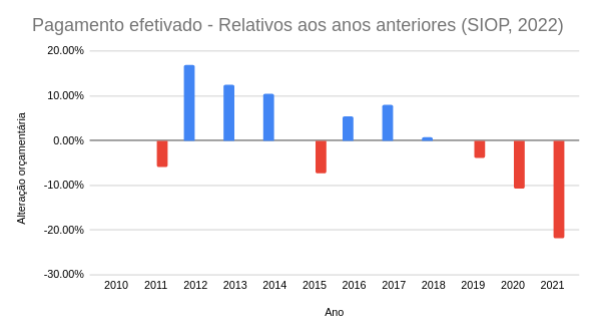 Pagamento efetivado - Relativos aos anos anteriores (SIOP, 2022)
20.00%
10.00%
0.00%
-10.00%
-20.00%
-30.00%
Alteração orçamentária
2010 2011 2012 2013 2014 2015 2016 2017 2018 2019 2020 2021
Ano